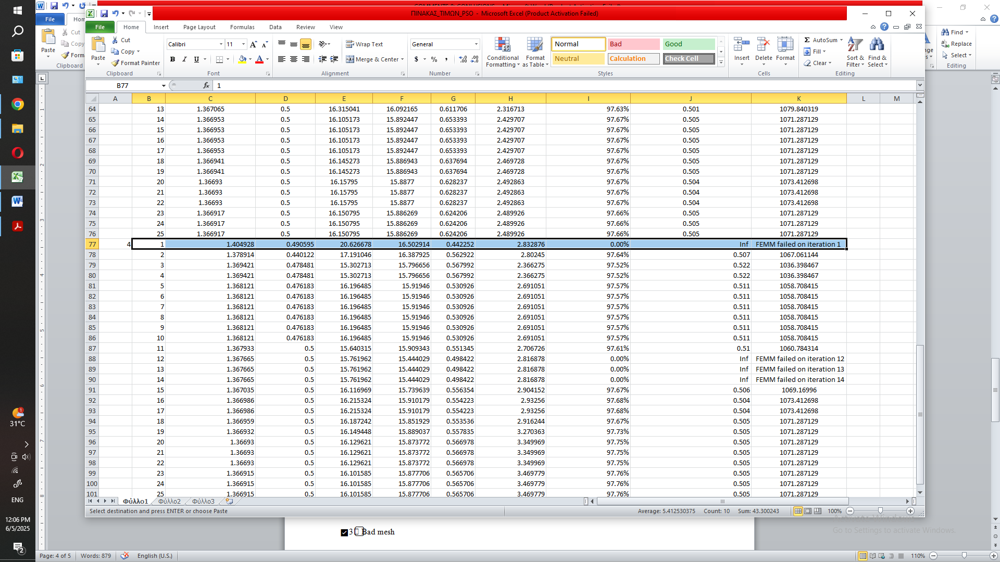 ΠΙΝΑΚΑΣ_ΤΙΜΩΝ_PSO - Microsoft Excel (Product Activation Failed)
File Home Insert Page Layout Formulas Data Review View
Paste Cut Copy Format Painter Clipboard
Calibri 11 B I U Font
Wrap Text Merge & Center Alignment
General $ % , Number
Conditional Formatting Format as Table
Normal Bad Good
Neutral Calculation Check Cell
Styles
Insert Delete Format Cells
AutoSum Fill Clear Sort & Filter Find & Select Editing
File
Paste Cut Copy Clipboard
Find Replace Select Editing
B77 fx 1
A B C D E F G H I J K L M
64 13 1.367065 0.5 16.315041 16.092165 0.611706 2.316713 97.63% 0.501 1079.840319
65 14 1.366953 0.5 16.105173 15.892447 0.653393 2.429707 97.67% 0.505 1071.287129
66 15 1.366953 0.5 16.105173 15.892447 0.653393 2.429707 97.67% 0.505 1071.287129
67 16 1.366953 0.5 16.105173 15.892447 0.653393 2.429707 97.67% 0.505 1071.287129
68 17 1.366953 0.5 16.105173 15.892447 0.653393 2.429707 97.67% 0.505 1071.287129
69 18 1.366941 0.5 16.145273 15.886943 0.637694 2.469728 97.67% 0.505 1071.287129
70 19 1.366941 0.5 16.145273 15.886943 0.637694 2.469728 97.67% 0.505 1071.287129
71 20 1.36693 0.5 16.15795 15.8877 0.628237 2.492863 97.67% 0.504 1073.412698
72 21 1.36693 0.5 16.15795 15.8877 0.628237 2.492863 97.67% 0.504 1073.412698
73 22 1.36693 0.5 16.15795 15.8877 0.628237 2.492863 97.67% 0.504 1073.412698
74 23 1.366917 0.5 16.150795 15.886269 0.624206 2.489926 97.66% 0.505 1071.287129
75 24 1.366917 0.5 16.150795 15.886269 0.624206 2.489926 97.66% 0.505 1071.287129
76 25 1.366917 0.5 16.150795 15.886269 0.624206 2.489926 97.66% 0.505 1071.287129
77 4 1 1.404928 0.490595 20.626678 16.502914 0.442252 2.832876 0.00% Inf FEMM failed on iteration 1
78 2 1.378914 0.440122 17.191046 16.387925 0.562922 2.80245 97.64% 0.507 1067.061144
79 3 1.369421 0.478481 15.302713 15.796656 0.567992 2.366275 97.52% 0.522 1036.398467
80 4 1.369421 0.478481 15.302713 15.796656 0.567992 2.366275 97.52% 0.522 1036.398467
81 5 1.368121 0.476183 16.196485 15.91946 0.530926 2.691051 97.57% 0.511 1058.708415
82 6 1.368121 0.476183 16.196485 15.91946 0.530926 2.691051 97.57% 0.511 1058.708415
83 7 1.368121 0.476183 16.196485 15.91946 0.530926 2.691051 97.57% 0.511 1058.708415
84 8 1.368121 0.476183 16.196485 15.91946 0.530926 2.691051 97.57% 0.511 1058.708415
85 9 1.368121 0.476183 16.196485 15.91946 0.530926 2.691051 97.57% 0.511 1058.708415
86 10 1.368121 0.476183 16.196485 15.91946 0.530926 2.691051 97.57% 0.511 1058.708415
87 11 1.367933 0.5 15.640315 15.909343 0.551345 2.706726 97.61% 0.51 1060.784314
88 12 1.367665 0.5 15.761962 15.444029 0.498422 2.816878 0.00% Inf FEMM failed on iteration 12
89 13 1.367665 0.5 15.761962 15.444029 0.498422 2.816878 0.00% Inf FEMM failed on iteration 13
90 14 1.367665 0.5 15.761962 15.444029 0.498422 2.816878 0.00% Inf FEMM failed on iteration 14
91 15 1.367035 0.5 16.116969 15.739639 0.556354 2.904152 97.67% 0.506 1069.16996
92 16 1.366986 0.5 16.215324 15.910179 0.554223 2.93256 97.68% 0.504 1073.412698
93 17 1.366986 0.5 16.215324 15.910179 0.554223 2.93256 97.68% 0.504 1073.412698
94 18 1.366959 0.5 16.187242 15.851929 0.553536 2.916244 97.67% 0.505 1071.287129
95 19 1.366932 0.5 16.149448 15.889037 0.557835 3.270363 97.73% 0.505 1071.287129
96 20 1.36693 0.5 16.129621 15.873772 0.566978 3.349969 97.75% 0.505 1071.287129
97 21 1.36693 0.5 16.129621 15.873772 0.566978 3.349969 97.75% 0.505 1071.287129
98 22 1.36693 0.5 16.129621 15.873772 0.566978 3.349969 97.75% 0.505 1071.287129
99 23 1.366915 0.5 16.101585 15.877706 0.565706 3.469779 97.76% 0.505 1071.287129
100 24 1.366915 0.5 16.101585 15.877706 0.565706 3.469779 97.76% 0.505 1071.287129
101 25 1.366915 0.5 16.101585 15.877706 0.565706 3.469779 97.76% 0.505 1071.287129
Φύλλο1 Φύλλο2 Φύλλο3
Select destination and press ENTER or choose Paste Average: 5.412530375 Count: 10 Sum: 43.300243 100%
Go to Settings to activate Windows.
3 Bad mesh
Page: 4 of 5 Words: 879 English (U.S.) 110%
31°C
ENG
12:06 PM
6/5/2025
2